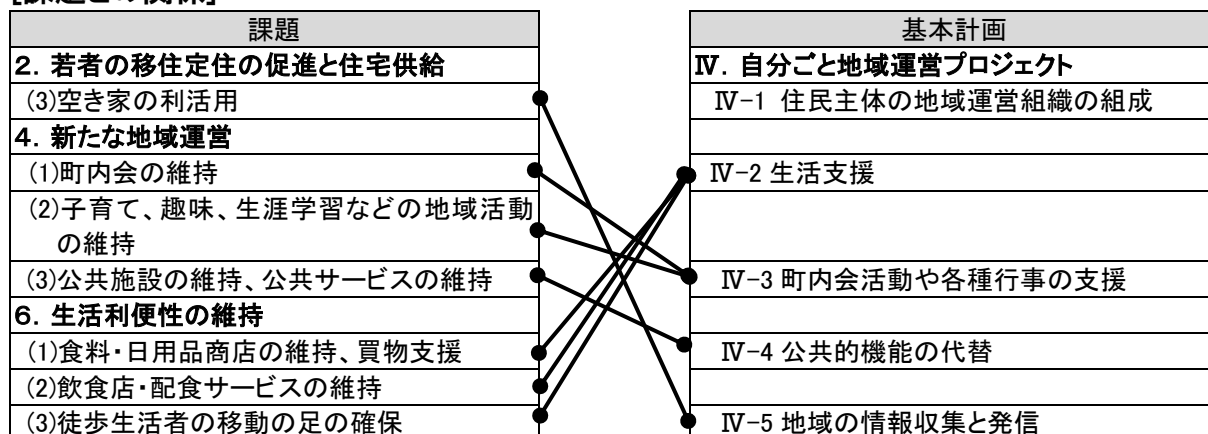 課題
2. 若者の移住定住の促進と住宅供給
(3)空き家の利活用
4. 新たな地域運営
(1)町内会の維持
(2)子育て、趣味、生涯学習などの地域活動
の維持
(3)公共施設の維持、公共サービスの維持
6. 生活利便性の維持
(1)食料・日用品商店の維持、買物支援
(2)飲食店・配食サービスの維持
(3)徒歩生活者の移動の足の確保
基本計画
Ⅳ. 自分ごと地域運営プロジェクト
Ⅳ-1 住民主体の地域運営組織の組成
Ⅳ-2 生活支援
Ⅳ-3 町内会活動や各種行事の支援
Ⅳ-4 公共的機能の代替
Ⅳ-5 地域の情報収集と発信